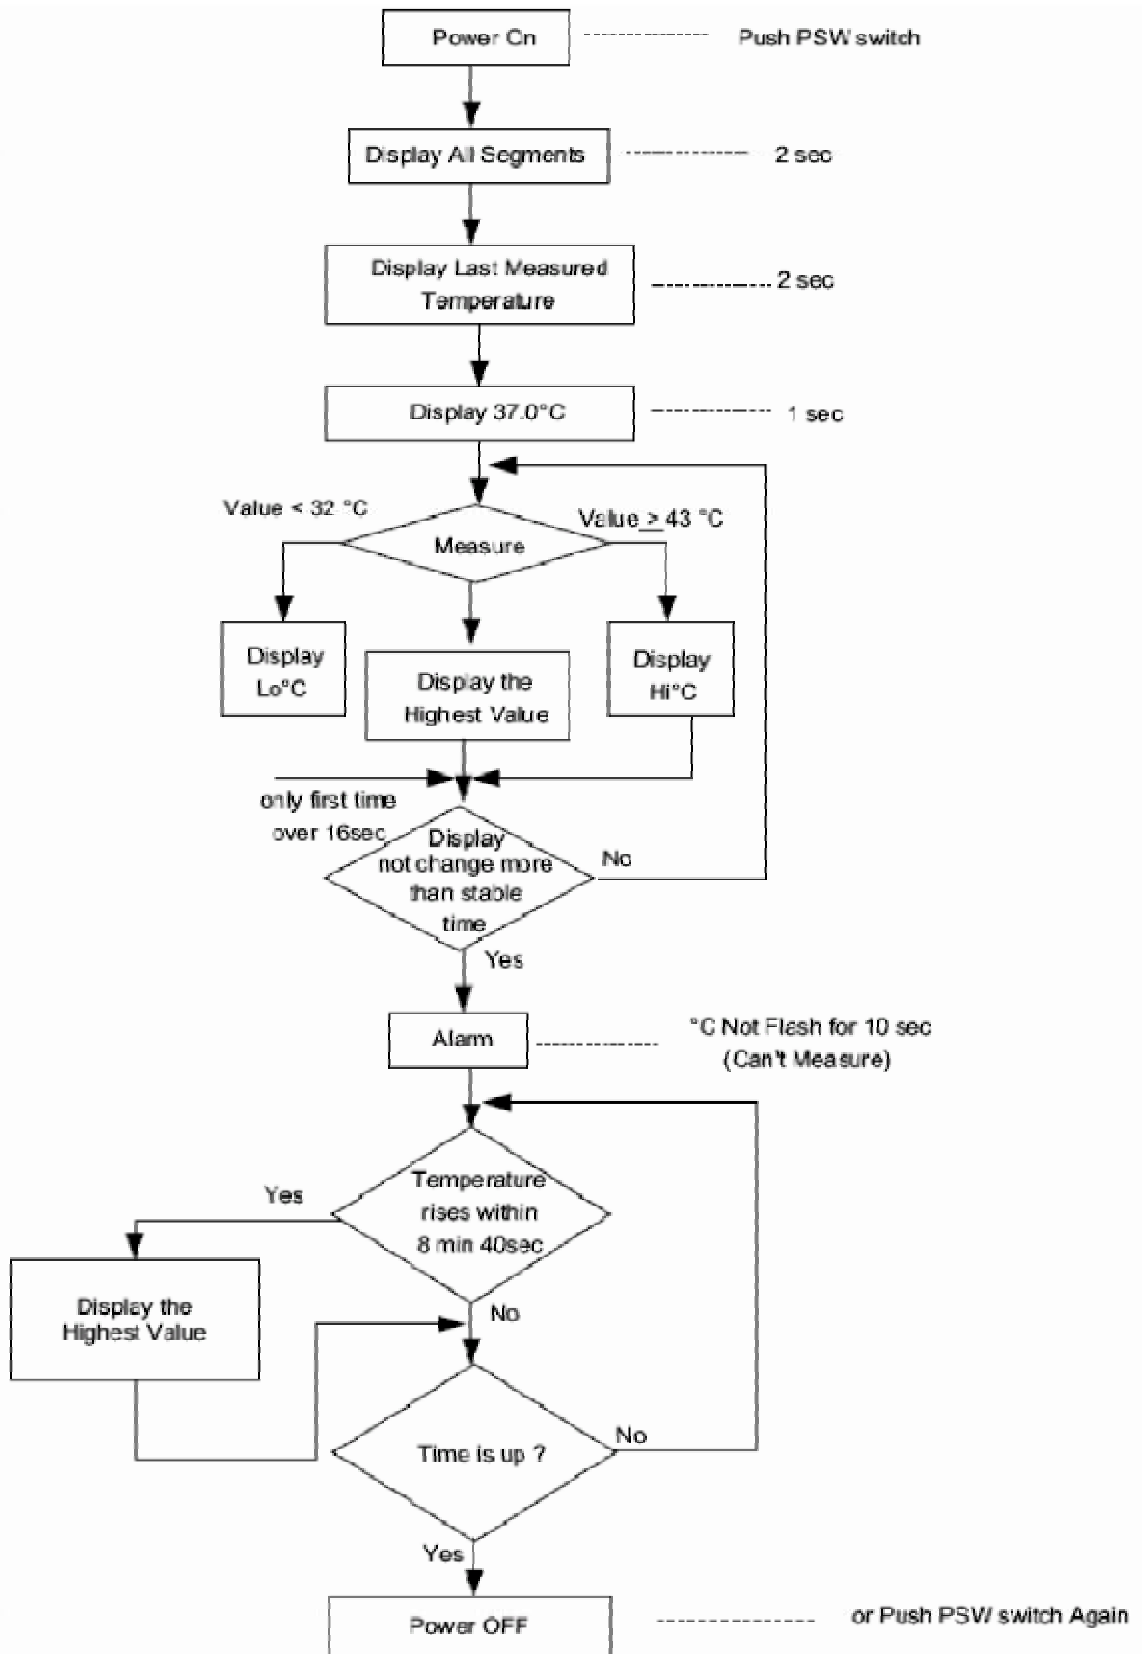 Power On
Push PSW switch
Display All Segments
2 sec
Display Last Measured
Temperature
2 sec
Display 37.0°C
1 sec
Value < 32 °C
Value ≥ 43 °C
Measure
Display
Lo°C
Display the
Highest Value
Display
Hi°C
only first time
over 16sec
Display
not change more
than stable
time
No
Yes
Alarm
°C Not Flash for 10 sec
(Can't Measure)
Temperature
rises within
8 min 40sec
Yes
No
Display the
Highest Value
Time is up ?
No
Yes
Power OFF
or Push PSW switch Again